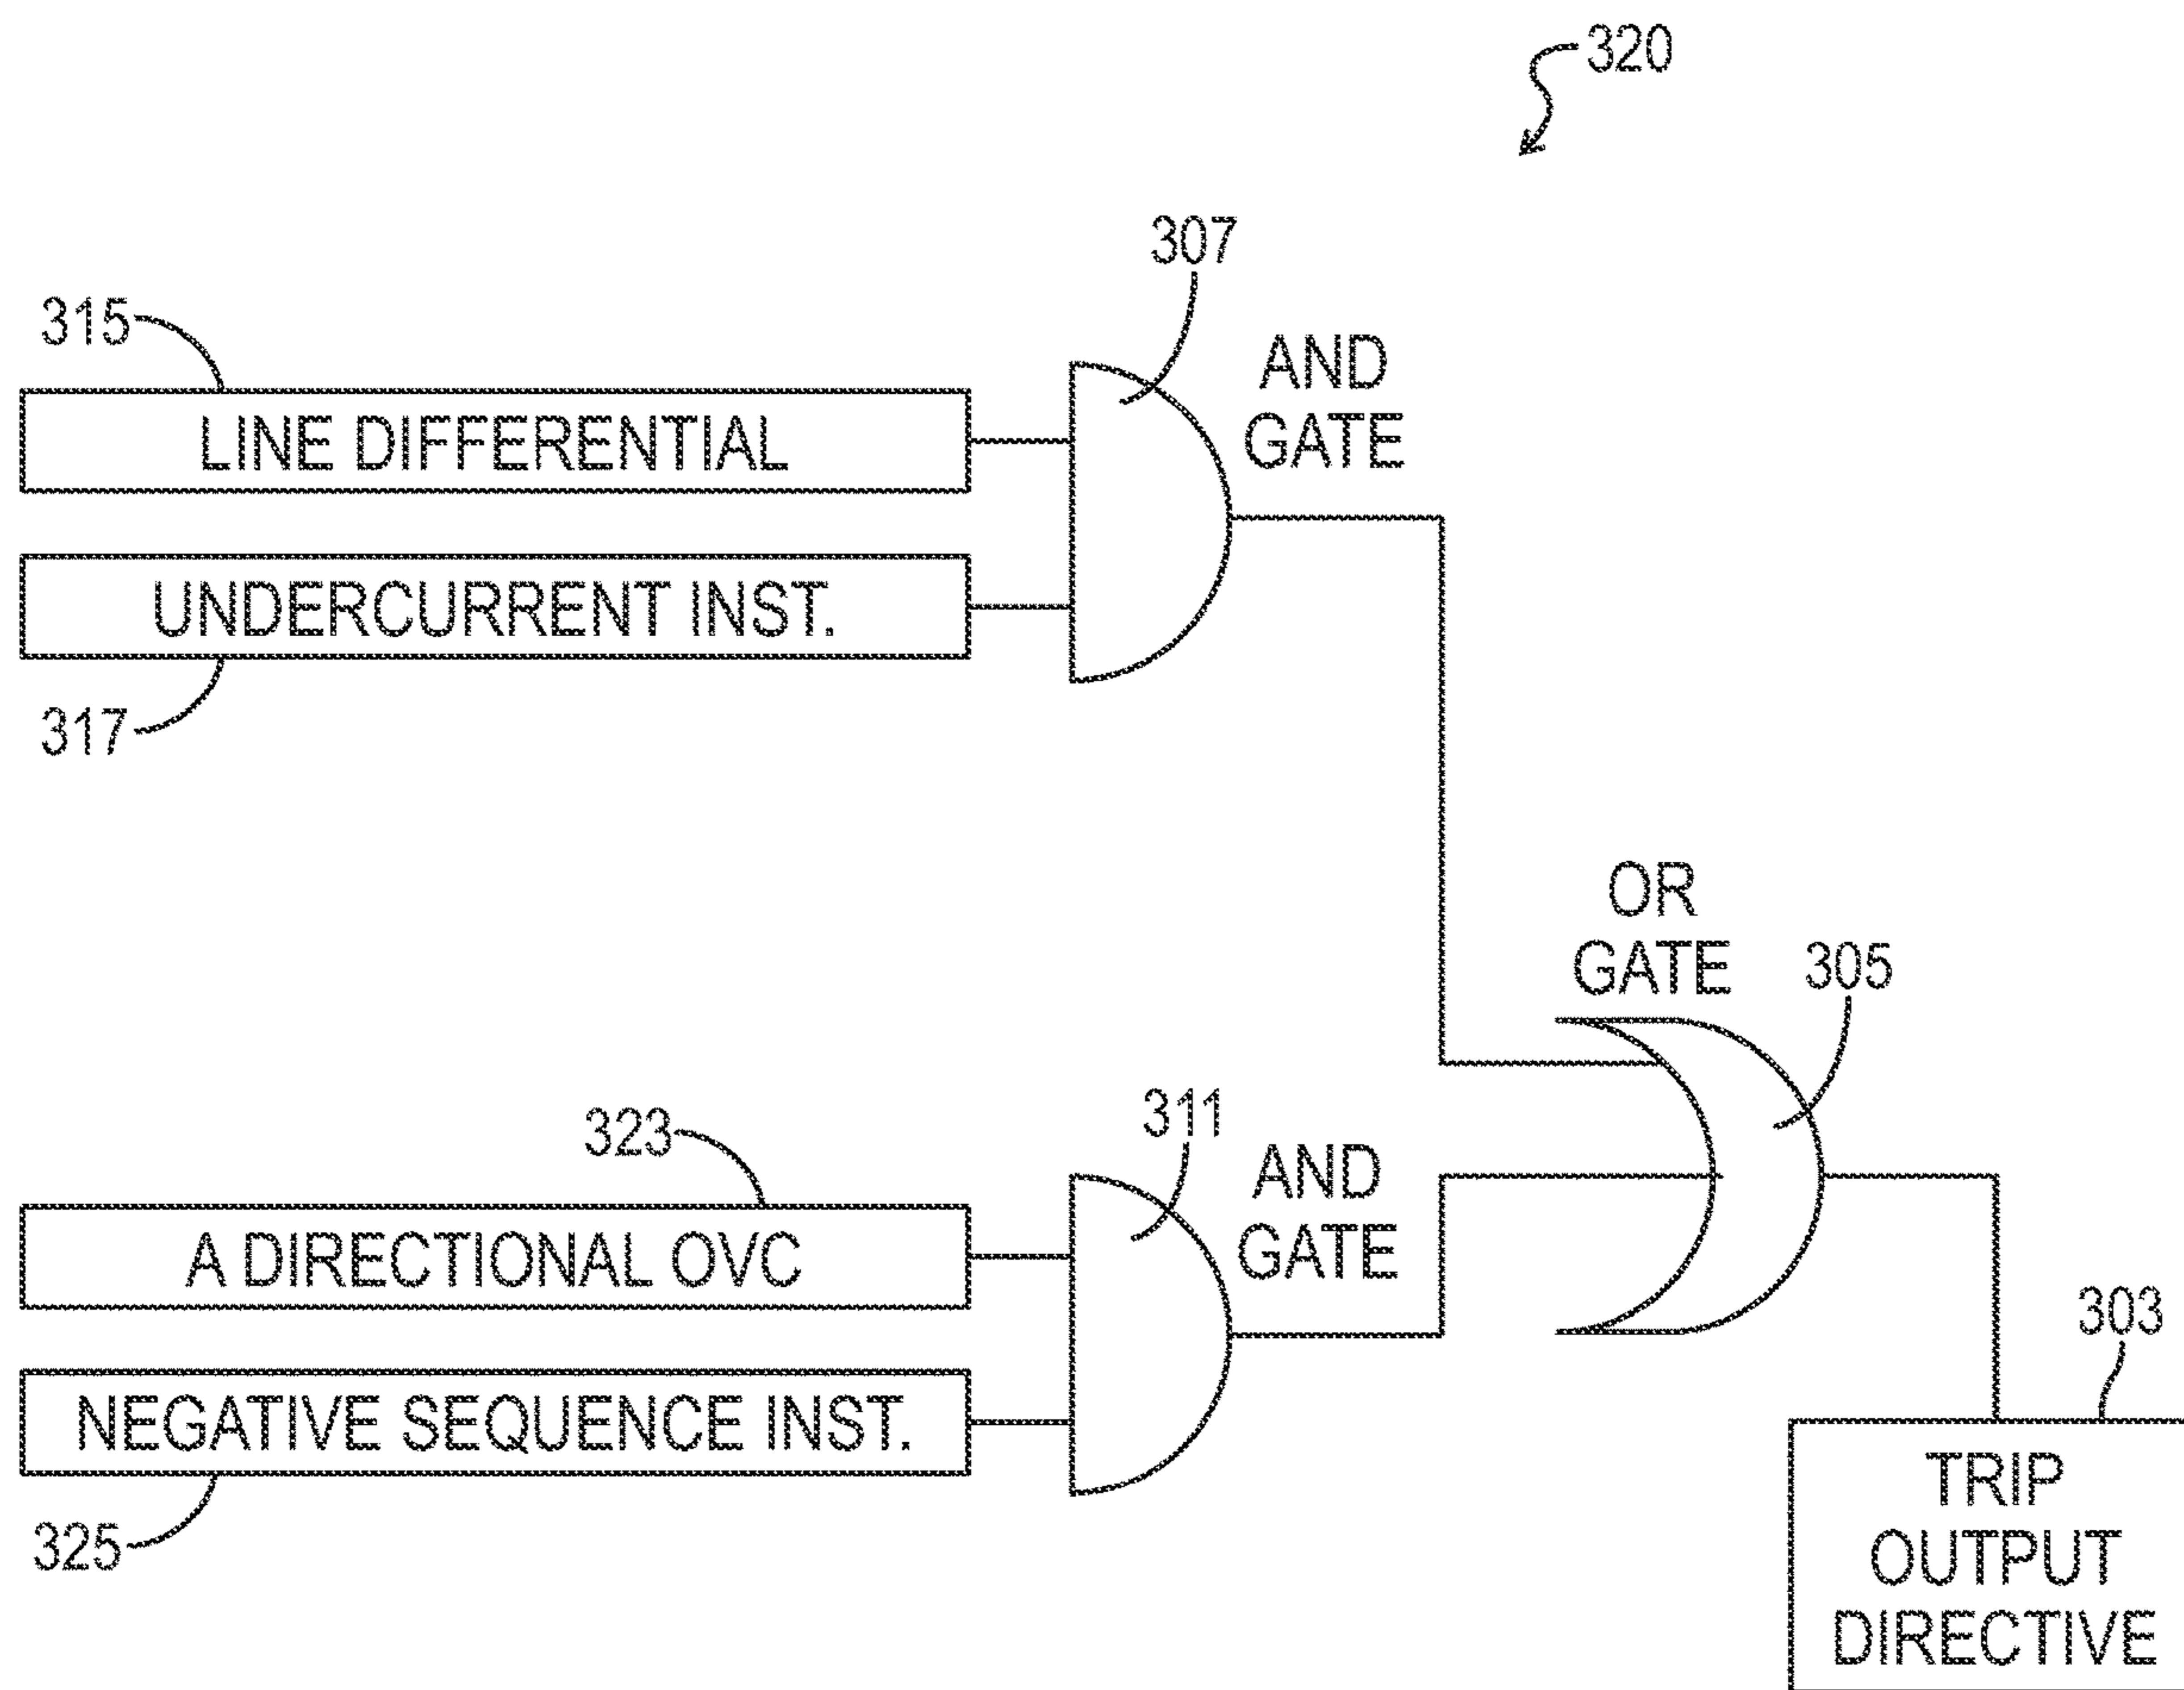 320
307
315
AND
GATE
LINE DIFFERENTIAL
UNDERCURRENT INST.
317
OR
GATE
305
311
323
AND
GATE
A DIRECTIONAL OVC
NEGATIVE SEQUENCE INST.
325
303
TRIP
OUTPUT
DIRECTIVE